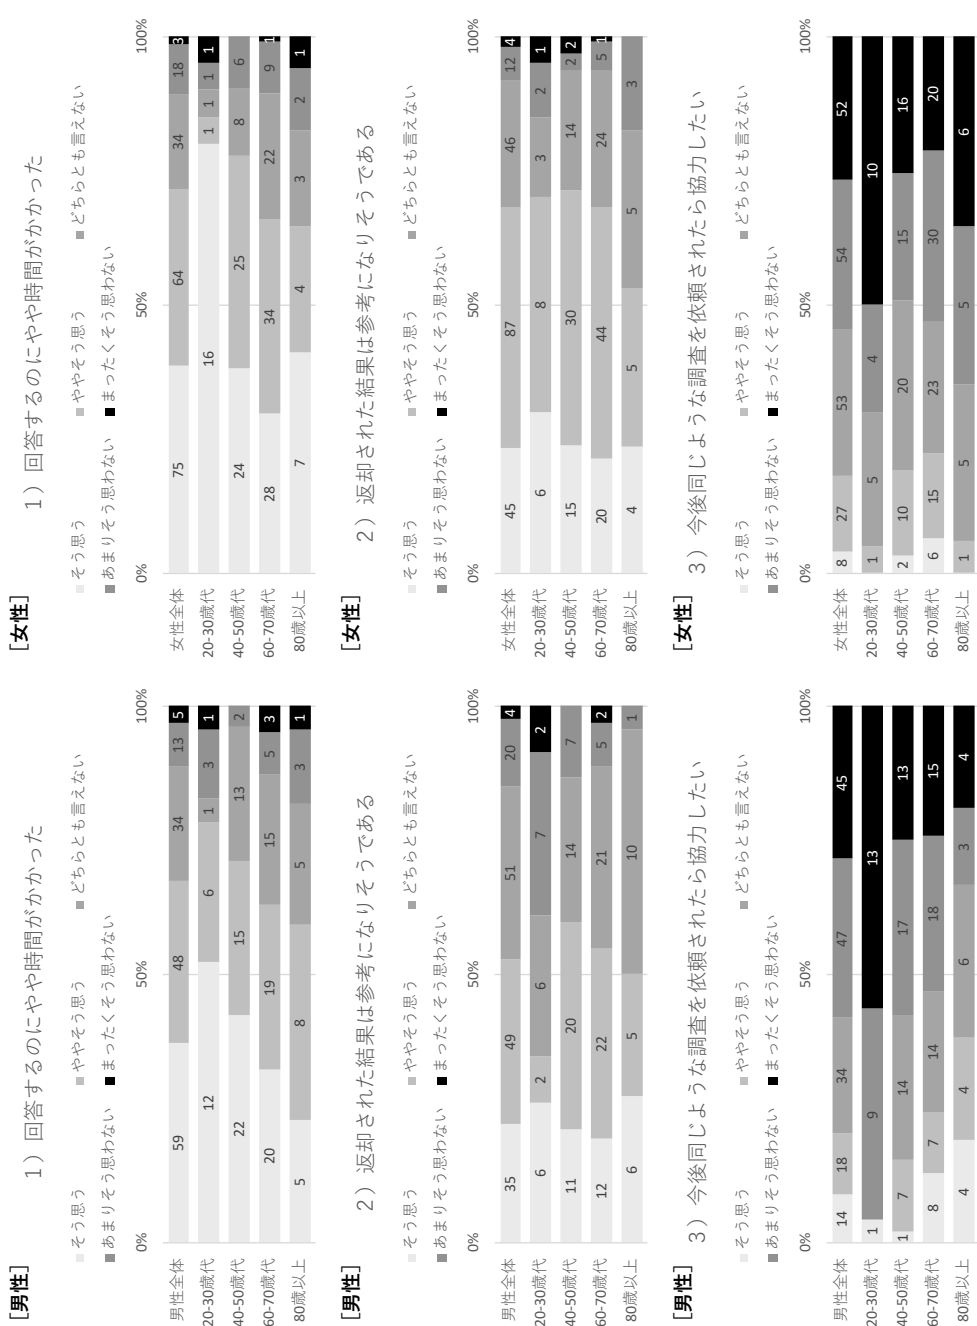 [男性]
1）回答するのにやや時間がかかった
そう思う ややそう思う どちらとも言えない
あまりそう思わない まったくそう思わない
0% 50% 100%
男性全体 59 48 34 13 5
20-30歳代 12 6 1 3 1
40-50歳代 22 15 13 2
60-70歳代 20 19 15 5 3
80歳以上 5 8 5 3 1
[女性]
1）回答するのにやや時間がかかった
そう思う ややそう思う どちらとも言えない
あまりそう思わない まったくそう思わない
0% 50% 100%
女性全体 75 64 34 18 3
20-30歳代 16 1 1 1 1
40-50歳代 24 25 8 6
60-70歳代 28 34 22 9 1
80歳以上 7 4 3 2 1
[男性]
2）返却された結果は参考になりそうである
そう思う ややそう思う どちらとも言えない
あまりそう思わない まったくそう思わない
0% 50% 100%
男性全体 35 49 51 20 4
20-30歳代 6 2 6 7 2
40-50歳代 11 20 14 7
60-70歳代 12 22 21 5 2
80歳以上 6 5 10 1
[女性]
2）返却された結果は参考になりそうである
そう思う ややそう思う どちらとも言えない
あまりそう思わない まったくそう思わない
0% 50% 100%
女性全体 45 87 46 12 4
20-30歳代 6 8 3 2 1
40-50歳代 15 30 14 2 2
60-70歳代 20 44 24 5 1
80歳以上 4 5 5 3
[男性]
3）今後同じような調査を依頼されたら協力したい
そう思う ややそう思う どちらとも言えない
あまりそう思わない まったくそう思わない
0% 50% 100%
男性全体 14 18 34 47 45
20-30歳代 1 9 13
40-50歳代 1 7 14 17 13
60-70歳代 8 7 14 18 15
80歳以上 4 4 6 3 4
[女性]
3）今後同じような調査を依頼されたら協力したい
そう思う ややそう思う どちらとも言えない
あまりそう思わない まったくそう思わない
0% 50% 100%
女性全体 8 27 53 54 52
20-30歳代 1 5 4 10
40-50歳代 2 10 20 15 16
60-70歳代 6 15 23 30 20
80歳以上 1 5 5 6